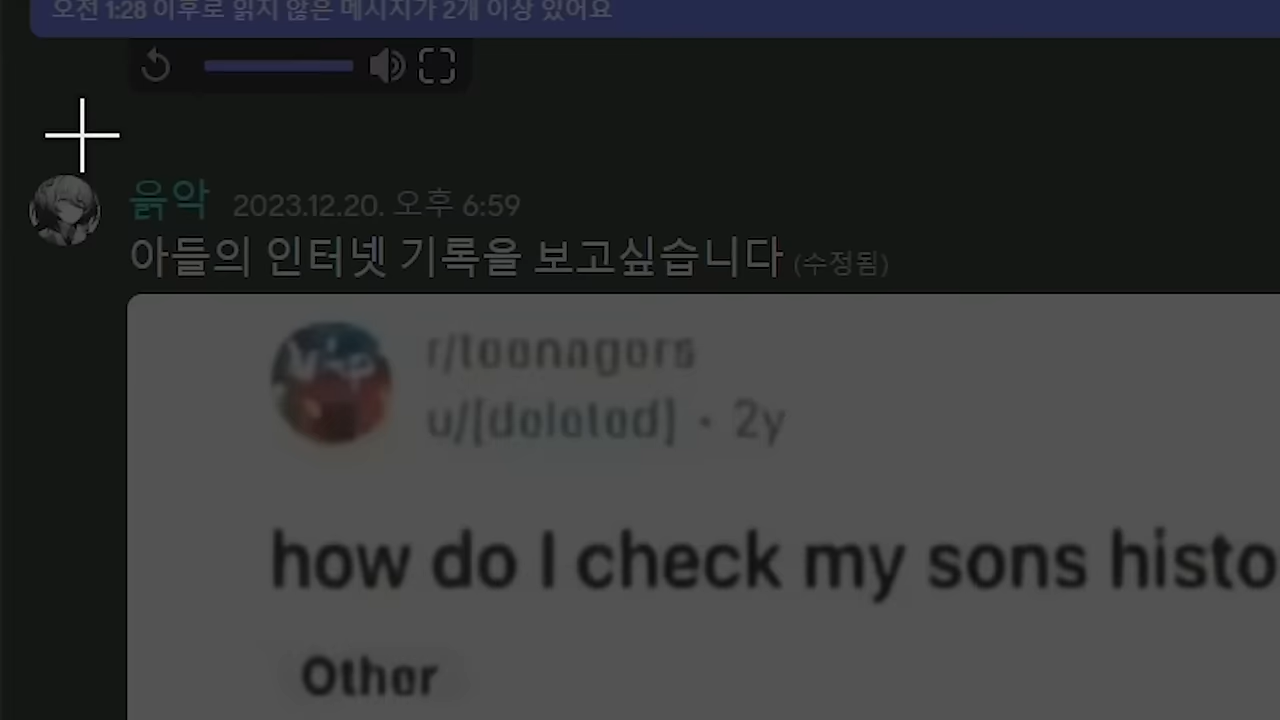 오전 1:28 이후로 읽지 않은 메시지가 2개 이상 있어요
읅악 2023.12.20. 오후 6:59
아들의 인터넷 기록을 보고싶습니다 (수정됨)
r/teenagers
u/[deleted] • 2y
how do I check my sons histo
Other